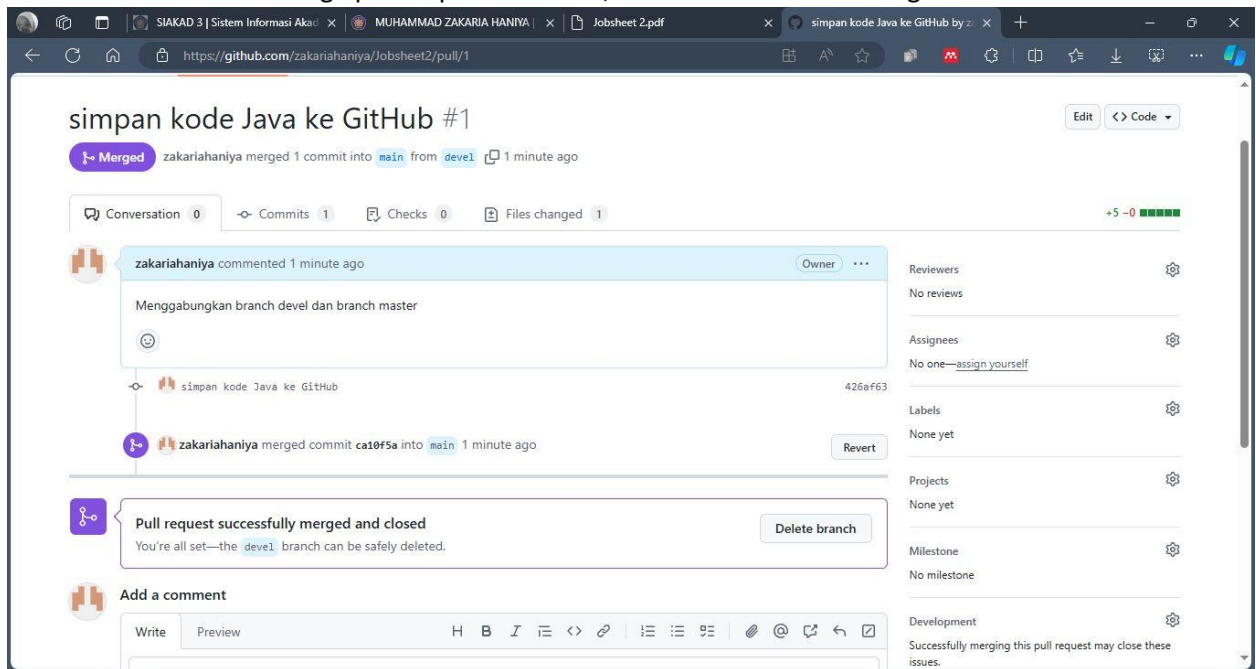 SIAKAD 3 | Sistem Informasi Akad
MUHAMMAD ZAKARIA HANIYA |
Jobsheet 2.pdf
simpan kode Java ke GitHub by za
https://github.com/zakariahaniya/Jobsheet2/pull/1
simpan kode Java ke GitHub #1
Edit
<> Code
Merged zakariahaniya merged 1 commit into main from devel 1 minute ago
Conversation 0
Commits 1
Checks 0
Files changed 1
+5 −0
zakariahaniya commented 1 minute ago
Owner
Menggabungkan branch devel dan branch master
simpan kode Java ke GitHub 426af63
zakariahaniya merged commit ca10f5a into main 1 minute ago
Revert
Pull request successfully merged and closed
You're all set—the devel branch can be safely deleted.
Delete branch
Add a comment
Write
Preview
H B I
Reviewers
No reviews
Assignees
No one—assign yourself
Labels
None yet
Projects
None yet
Milestone
No milestone
Development
Successfully merging this pull request may close these
issues.